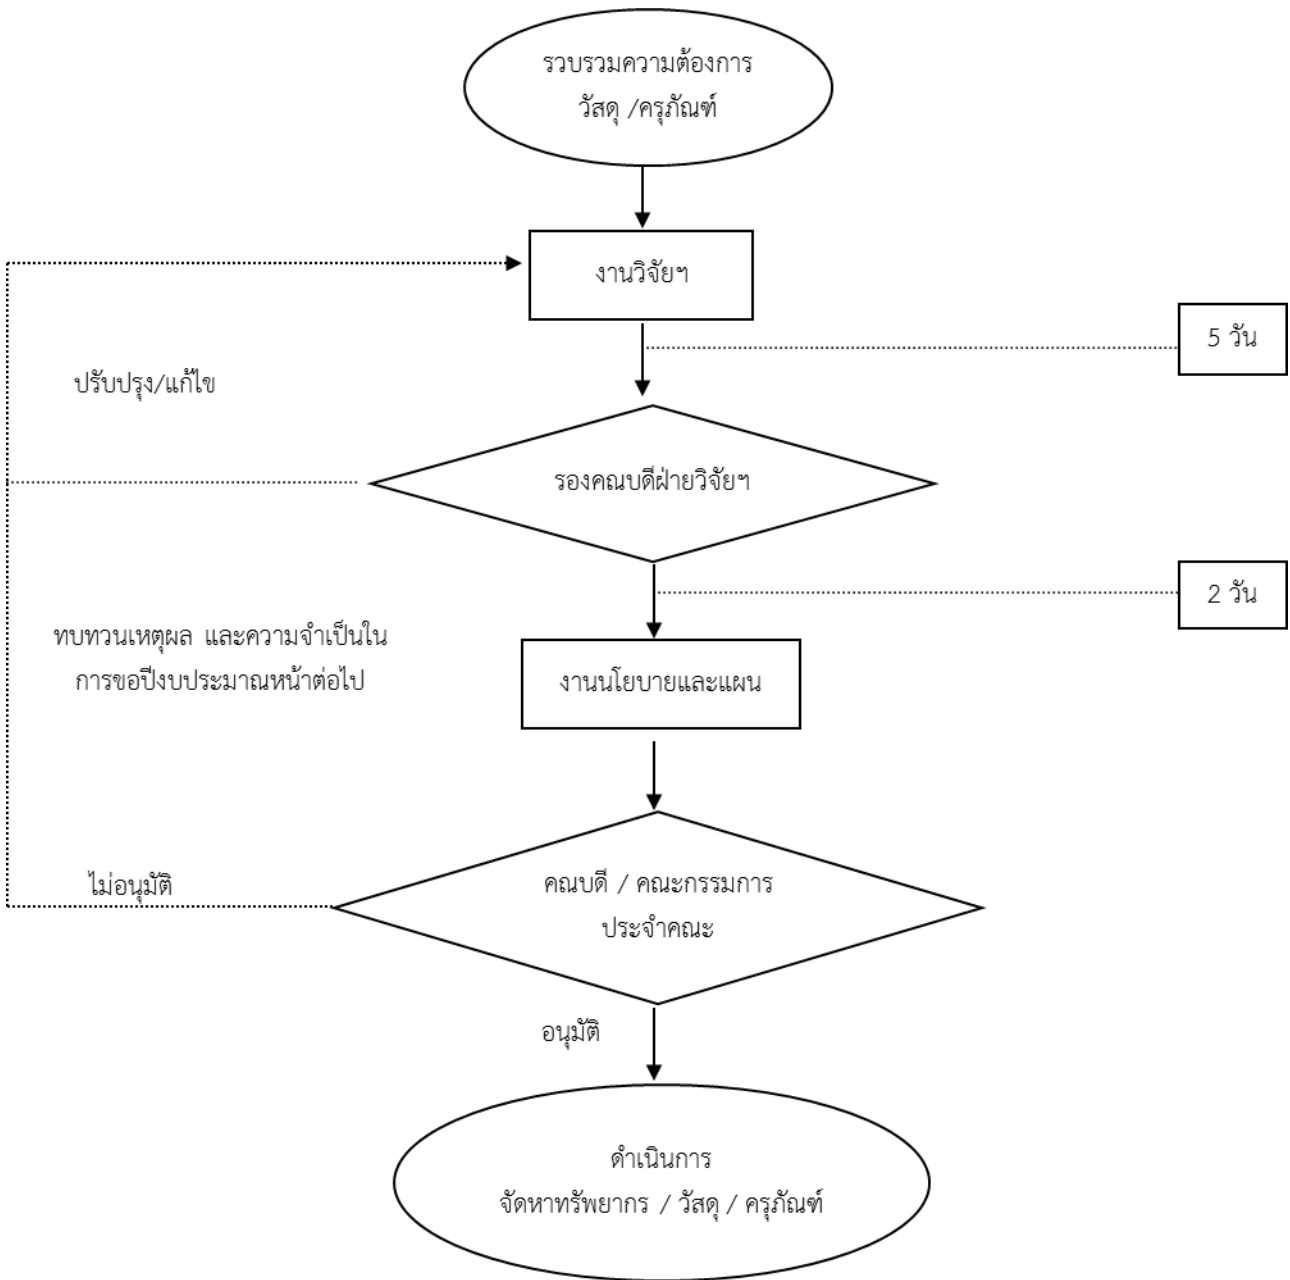 รวบรวมความต้องการ
วัสดุ /ครุภัณฑ์
งานวิจัยฯ
5 วัน
ปรับปรุง/แก้ไข
รองคณบดีฝ่ายวิจัยฯ
2 วัน
ทบทวนเหตุผล และความจำเป็นใน
การขอปีงบประมาณหน้าต่อไป
งานนโยบายและแผน
ไม่อนุมัติ
คณบดี / คณะกรรมการ
ประจำคณะ
อนุมัติ
ดำเนินการ
จัดหาทรัพยากร / วัสดุ / ครุภัณฑ์